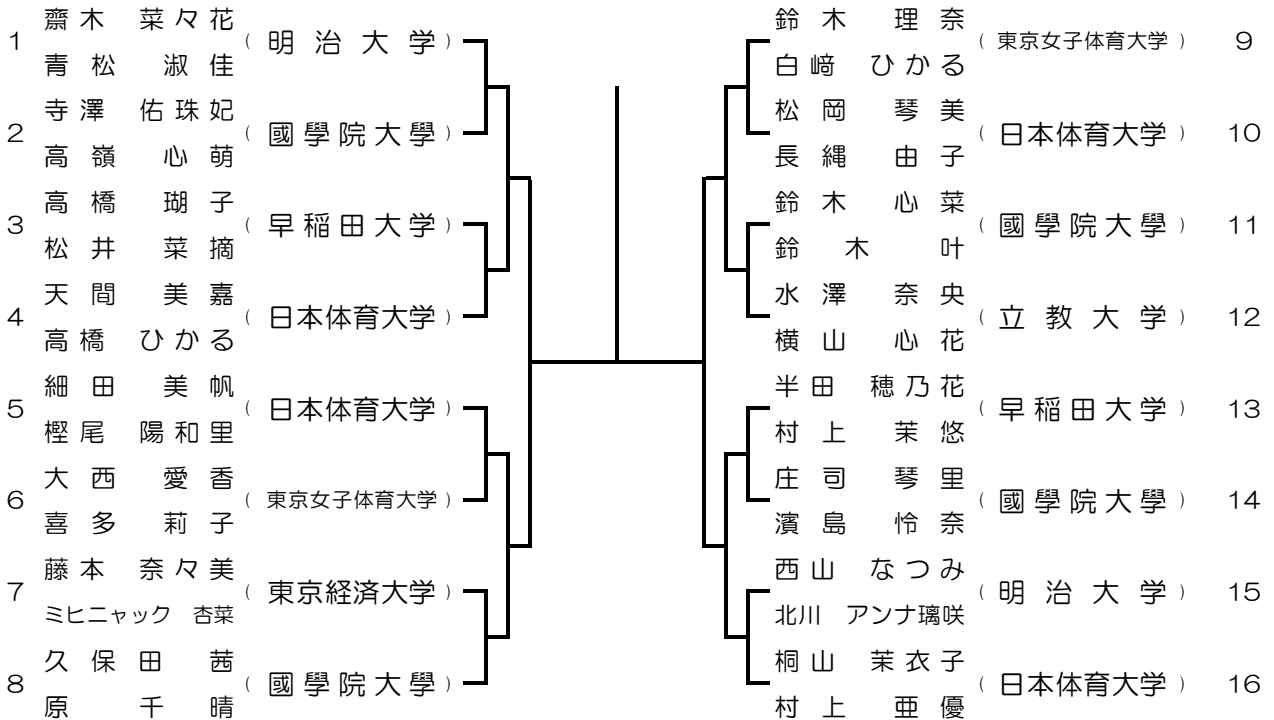 1 齋木 菜々花 (明治大学)
青松 淑佳
2 寺澤 佑珠妃 (國學院大學)
高嶺 心萌
3 高橋 瑚子 (早稲田大学)
松井 菜摘
4 天間 美嘉 (日本体育大学)
高橋 ひかる
5 細田 美帆 (日本体育大学)
樫尾 陽和里
6 大西 愛香 (東京女子体育大学)
喜多 莉子
7 藤本 奈々美 (東京経済大学)
ミヒニャック 杏菜
8 久保田 茜 (國學院大學)
原 千晴
鈴木 理奈 (東京女子体育大学) 9
白﨑 ひかる
松岡 琴美 (日本体育大学) 10
長縄 由子
鈴木 心菜 (國學院大學) 11
鈴木 叶
水澤 奈央 (立教大学) 12
横山 心花
半田 穂乃花 (早稲田大学) 13
村上 茉悠
庄司 琴里 (國學院大學) 14
濱島 怜奈
西山 なつみ (明治大学) 15
北川 アンナ璃咲
桐山 茉衣子 (日本体育大学) 16
村上 亜優